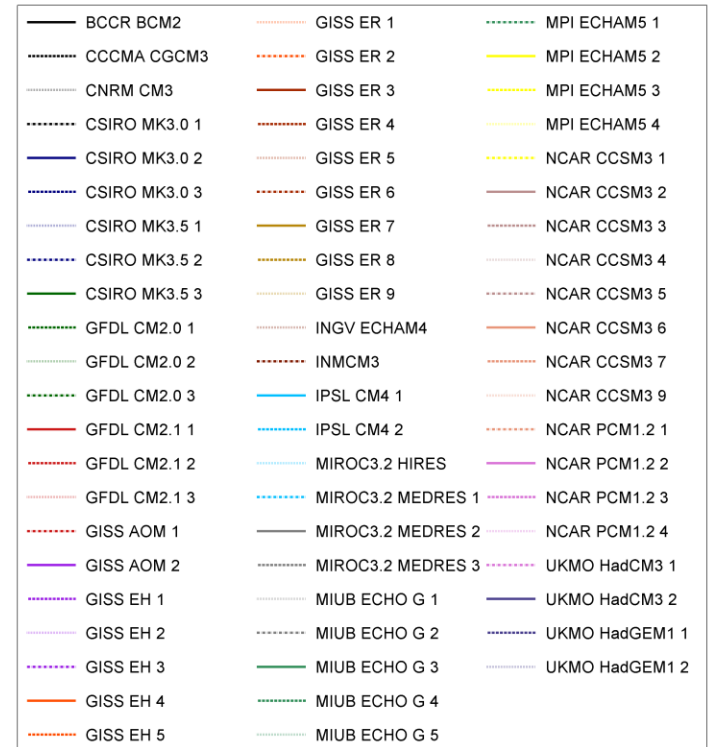 BCCR BCM2
CCCMA CGCM3
CNRM CM3
CSIRO MK3.0 1
CSIRO MK3.0 2
CSIRO MK3.0 3
CSIRO MK3.5 1
CSIRO MK3.5 2
CSIRO MK3.5 3
GFDL CM2.0 1
GFDL CM2.0 2
GFDL CM2.0 3
GFDL CM2.1 1
GFDL CM2.1 2
GFDL CM2.1 3
GISS AOM 1
GISS AOM 2
GISS EH 1
GISS EH 2
GISS EH 3
GISS EH 4
GISS EH 5
GISS ER 1
GISS ER 2
GISS ER 3
GISS ER 4
GISS ER 5
GISS ER 6
GISS ER 7
GISS ER 8
GISS ER 9
INGV ECHAM4
INMCM3
IPSL CM4 1
IPSL CM4 2
MIROC3.2 HIRES
MIROC3.2 MEDRES 1
MIROC3.2 MEDRES 2
MIROC3.2 MEDRES 3
MIUB ECHO G 1
MIUB ECHO G 2
MIUB ECHO G 3
MIUB ECHO G 4
MIUB ECHO G 5
MPI ECHAM5 1
MPI ECHAM5 2
MPI ECHAM5 3
MPI ECHAM5 4
NCAR CCSM3 1
NCAR CCSM3 2
NCAR CCSM3 3
NCAR CCSM3 4
NCAR CCSM3 5
NCAR CCSM3 6
NCAR CCSM3 7
NCAR CCSM3 9
NCAR PCM1.2 1
NCAR PCM1.2 2
NCAR PCM1.2 3
NCAR PCM1.2 4
UKMO HadCM3 1
UKMO HadCM3 2
UKMO HadGEM1 1
UKMO HadGEM1 2